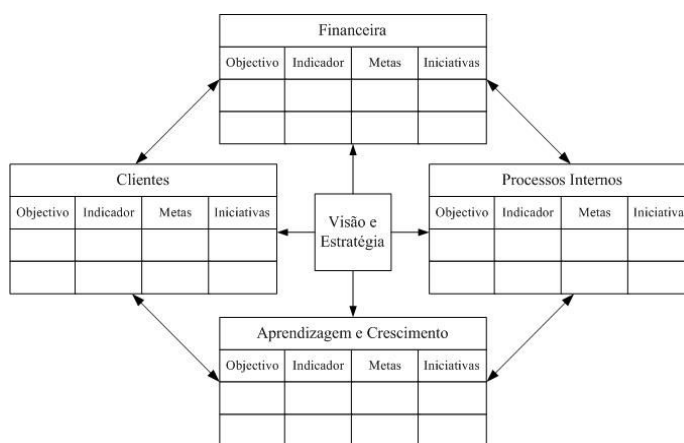 Financeira
Objectivo Indicador Metas Iniciativas
Clientes
Objectivo Indicador Metas Iniciativas
Visão e
Estratégia
Processos Internos
Objectivo Indicador Metas Iniciativa
Aprendizagem e Crescimento
Objectivo Indicador Metas Iniciativas